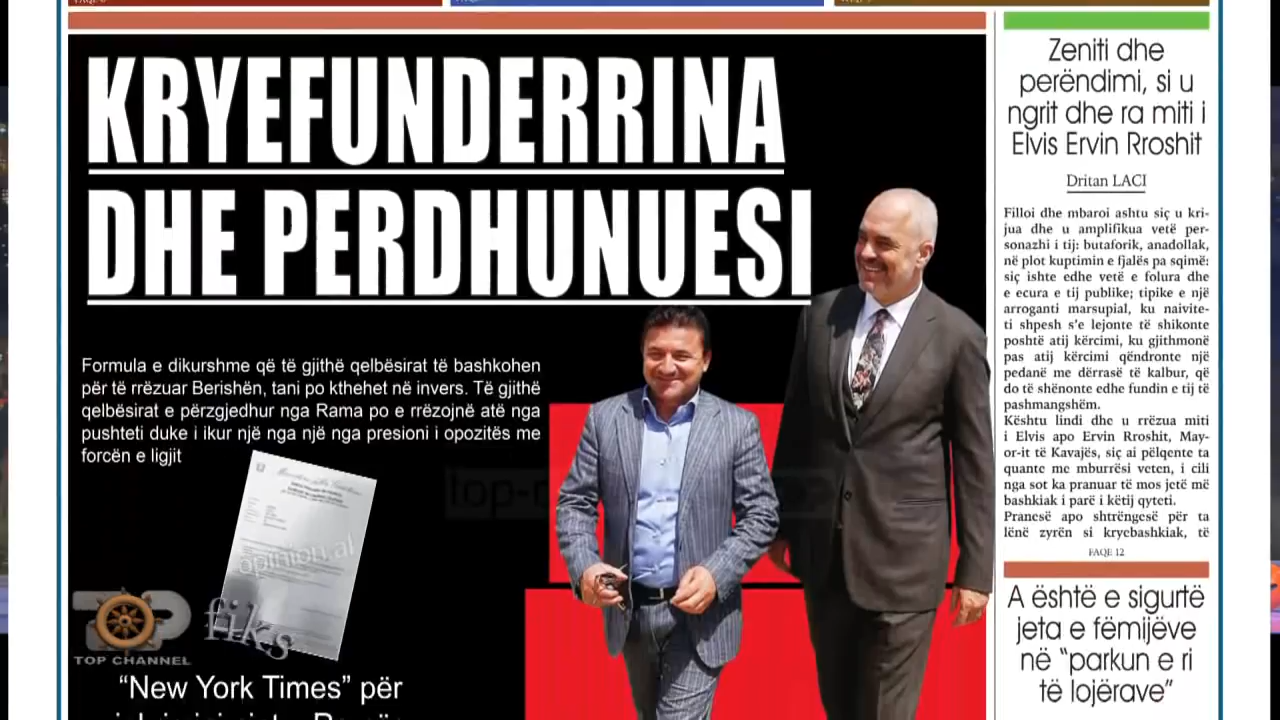 KRYEFUNDERRINA
DHE PERDHUNUESI
Formula e dikurshme që të gjithë qelbësirat të bashkohen
për të rrëzuar Berishën, tani po kthehet në invers. Të gjithë
qelbësirat e përzgjedhur nga Rama po e rrëzojnë atë nga
pushteti duke i ikur një nga një nga presioni i opozitës me
forcën e ligjit
opinion.al
TOP CHANNEL
fiks
“New York Times” për
Zeniti dhe
perëndimi, si u
ngrit dhe ra miti i
Elvis Ervin Rroshit
Dritan LACI
Filloi dhe mbaroi ashtu siç u kri-
jua dhe u amplifikua vetë per-
sonazhi i tij: butaforik, anadollak,
në plot kuptimin e fjalës pa sqimë:
siç ishte edhe vetë e folura dhe
e ecura e tij publike; tipike e një
arroganti marsupial, ku naivite-
ti shpesh s’e lejonte të shikonte
poshtë atij kërcimi, ku gjithmonë
pas atij kërcimi qëndronte një
pedanë me dërrasë të kalbur, që
do të shënonte edhe fundin e tij të
pashmangshëm.
Kështu lindi dhe u rrëzua miti
i Elvis apo Ervin Rroshit, May-
or-it të Kavajës, siç ai pëlqente ta
quante me mburrësi veten, i cili
nga sot ka pranuar të mos jetë më
bashkiak i parë i këtij qyteti.
Pranesë apo shtrëngesë për ta
lënë zyrën si kryebashkiak, të
FAQE 12
A është e sigurtë
jeta e fëmijëve
në “parkun e ri
të lojërave”